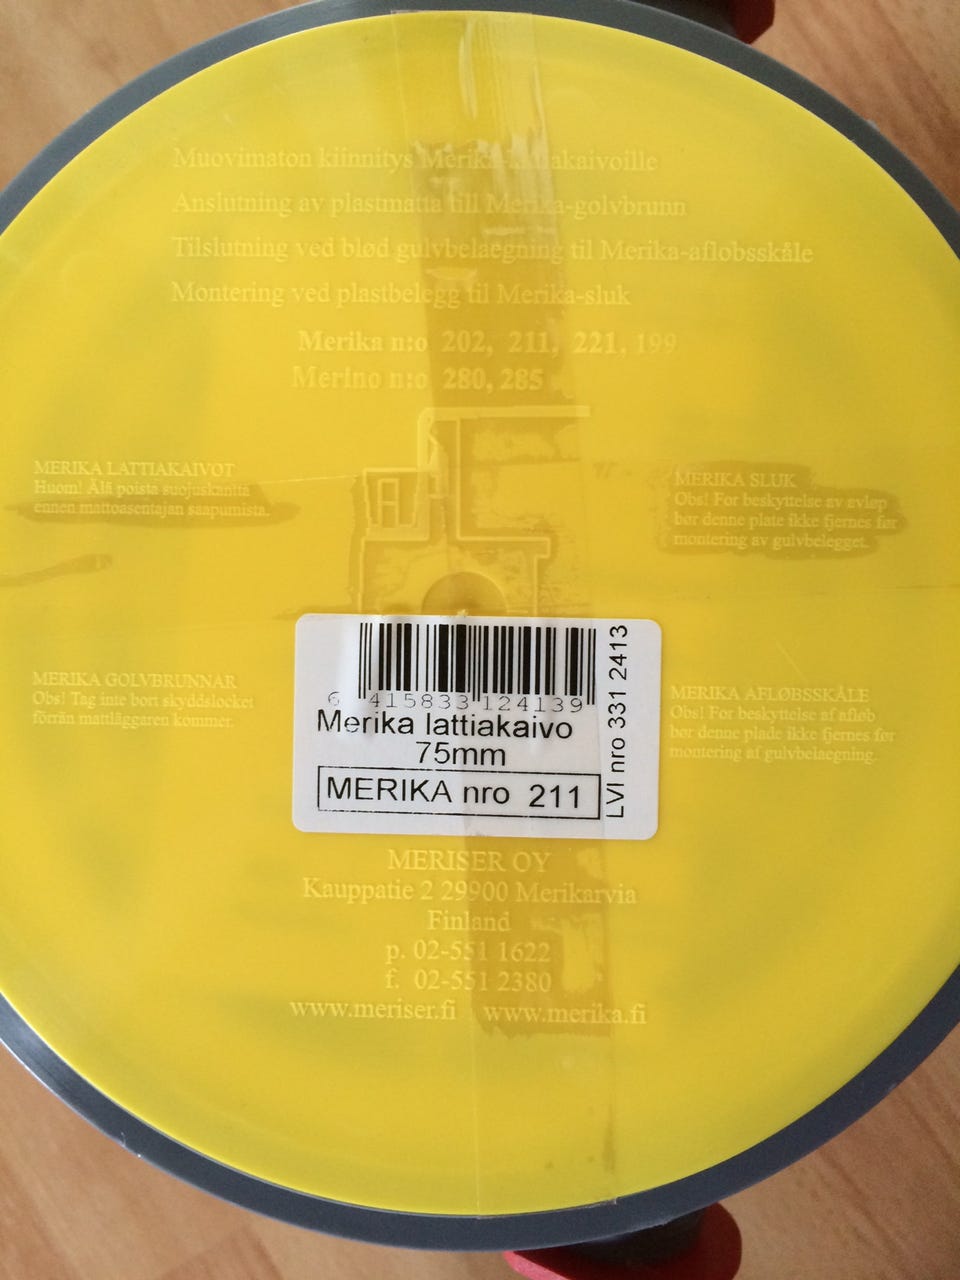 Muovimaton kiinnitys Merika-lattiakaivoille
Anslutning av plastmatta till Merika-golvbrunn
Tilslutning ved blød gulvbelaegning til Merika-aflobsskåle
Montering ved plastbelegg til Merika-sluk
Merika n:o 202, 211, 221, 199
Merino n:o 280, 285
MERIKA LATTIAKAIVOT
Huom! Älä poista suojuskantta
ennen mattoasentajan saapumista.
MERIKA SLUK
Obs! For beskyttelse av avløp
bør denne plate ikke fjernes før
montering av gulvbelegget.
MERIKA GOLVBRUNNAR
Obs! Tag inte bort skyddslocket
förrän mattläggaren kommer.
MERIKA AFLØBSSKÅLE
Obs! For beskyttelse af afløb
bør denne plade ikke fjernes før
montering af gulvbelaegning.
6 415833 124139
Merika lattiakaivo
75mm
MERIKA nro 211
LVI nro 331 2413
MERISER OY
Kauppatie 2 29900 Merikarvia
Finland
p. 02-551 1622
f. 02-551 2380
www.meriser.fi www.merika.fi